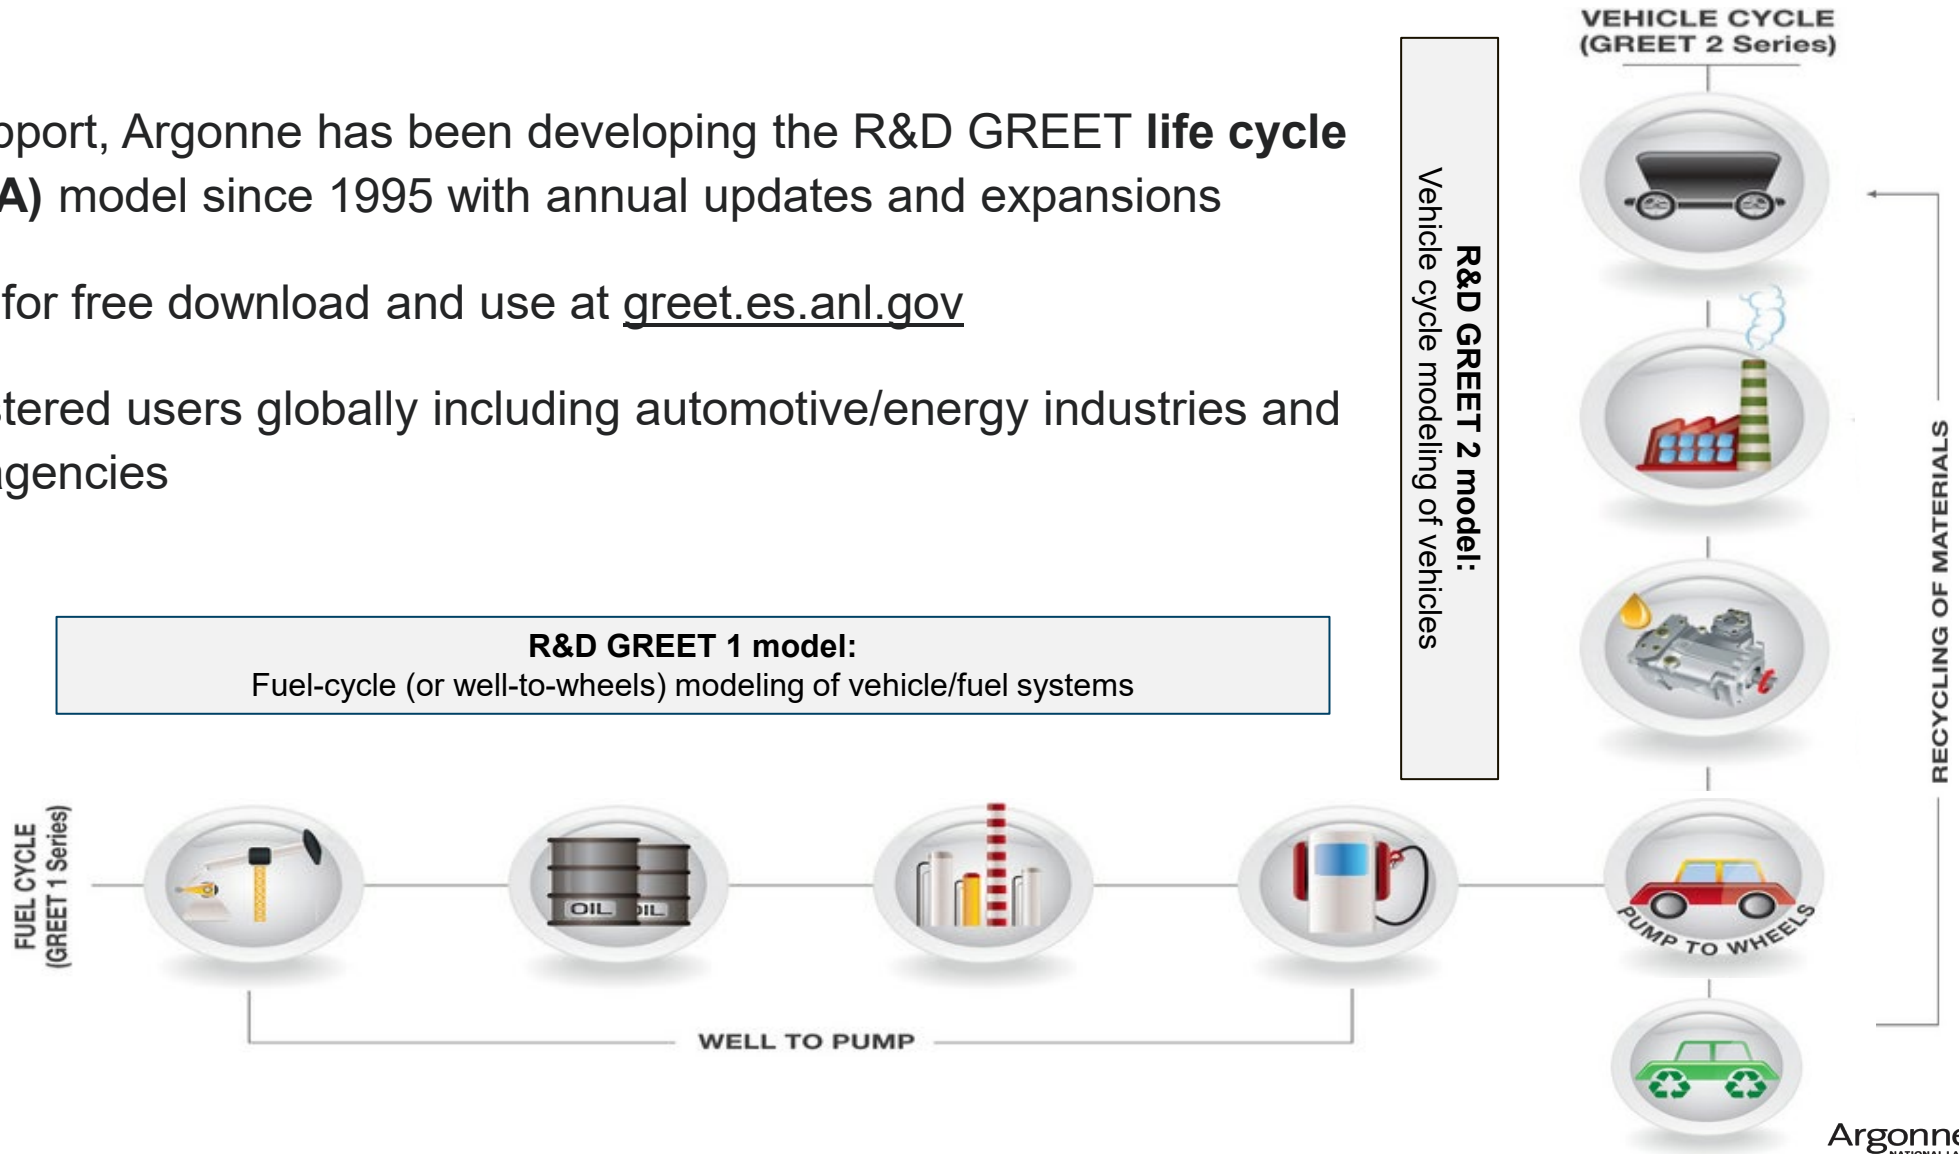 VEHICLE CYCLE
(GREET 2 Series)
pport, Argonne has been developing the R&D GREET life cycle
A) model since 1995 with annual updates and expansions
for free download and use at greet.es.anl.gov
stered users globally including automotive/energy industries and
agencies
R&D GREET 2 model:
Vehicle cycle modeling of vehicles
RECYCLING OF MATERIALS
R&D GREET 1 model:
Fuel-cycle (or well-to-wheels) modeling of vehicle/fuel systems
FUEL CYCLE
(GREET 1 Series)
OIL
OIL
PUMP TO WHEELS
WELL TO PUMP
Argonne
NATIONAL LA